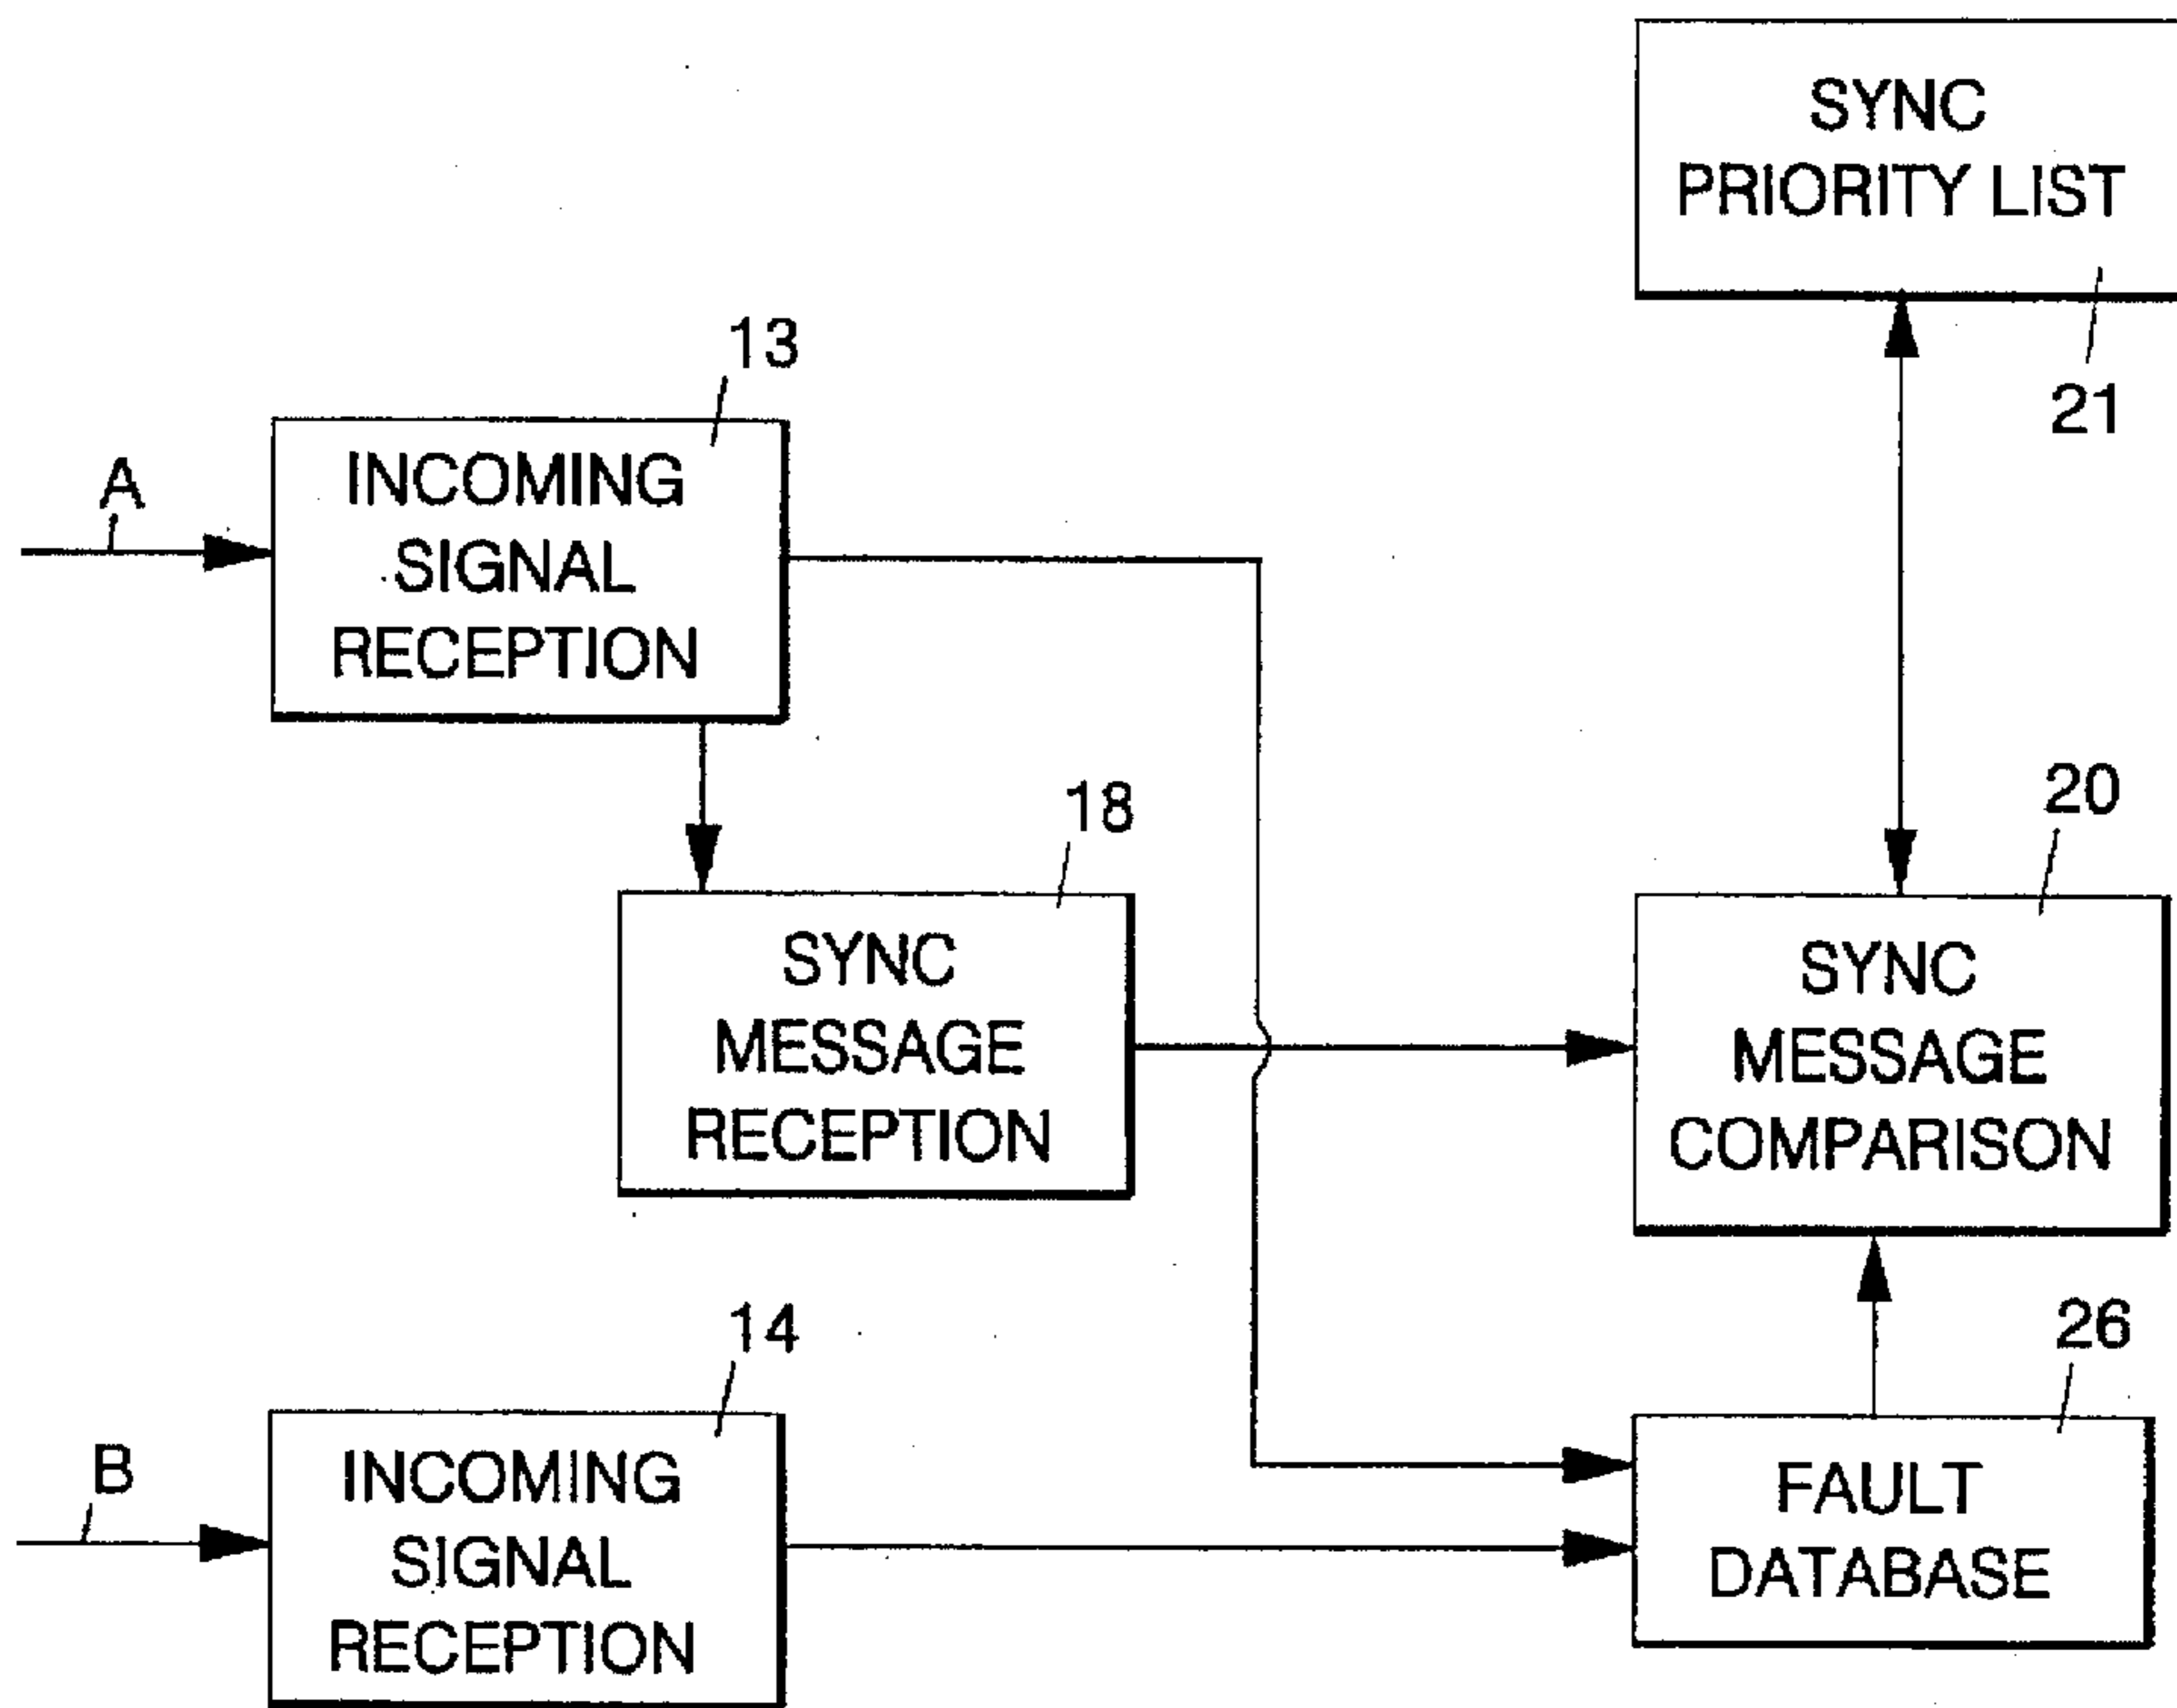 SYNC
PRIORITY LIST
21
13
A
INCOMING
SIGNAL
RECEPTION
18
SYNC
MESSAGE
RECEPTION
20
SYNC
MESSAGE
COMPARISON
14
B
INCOMING
SIGNAL
RECEPTION
26
FAULT
DATABASE